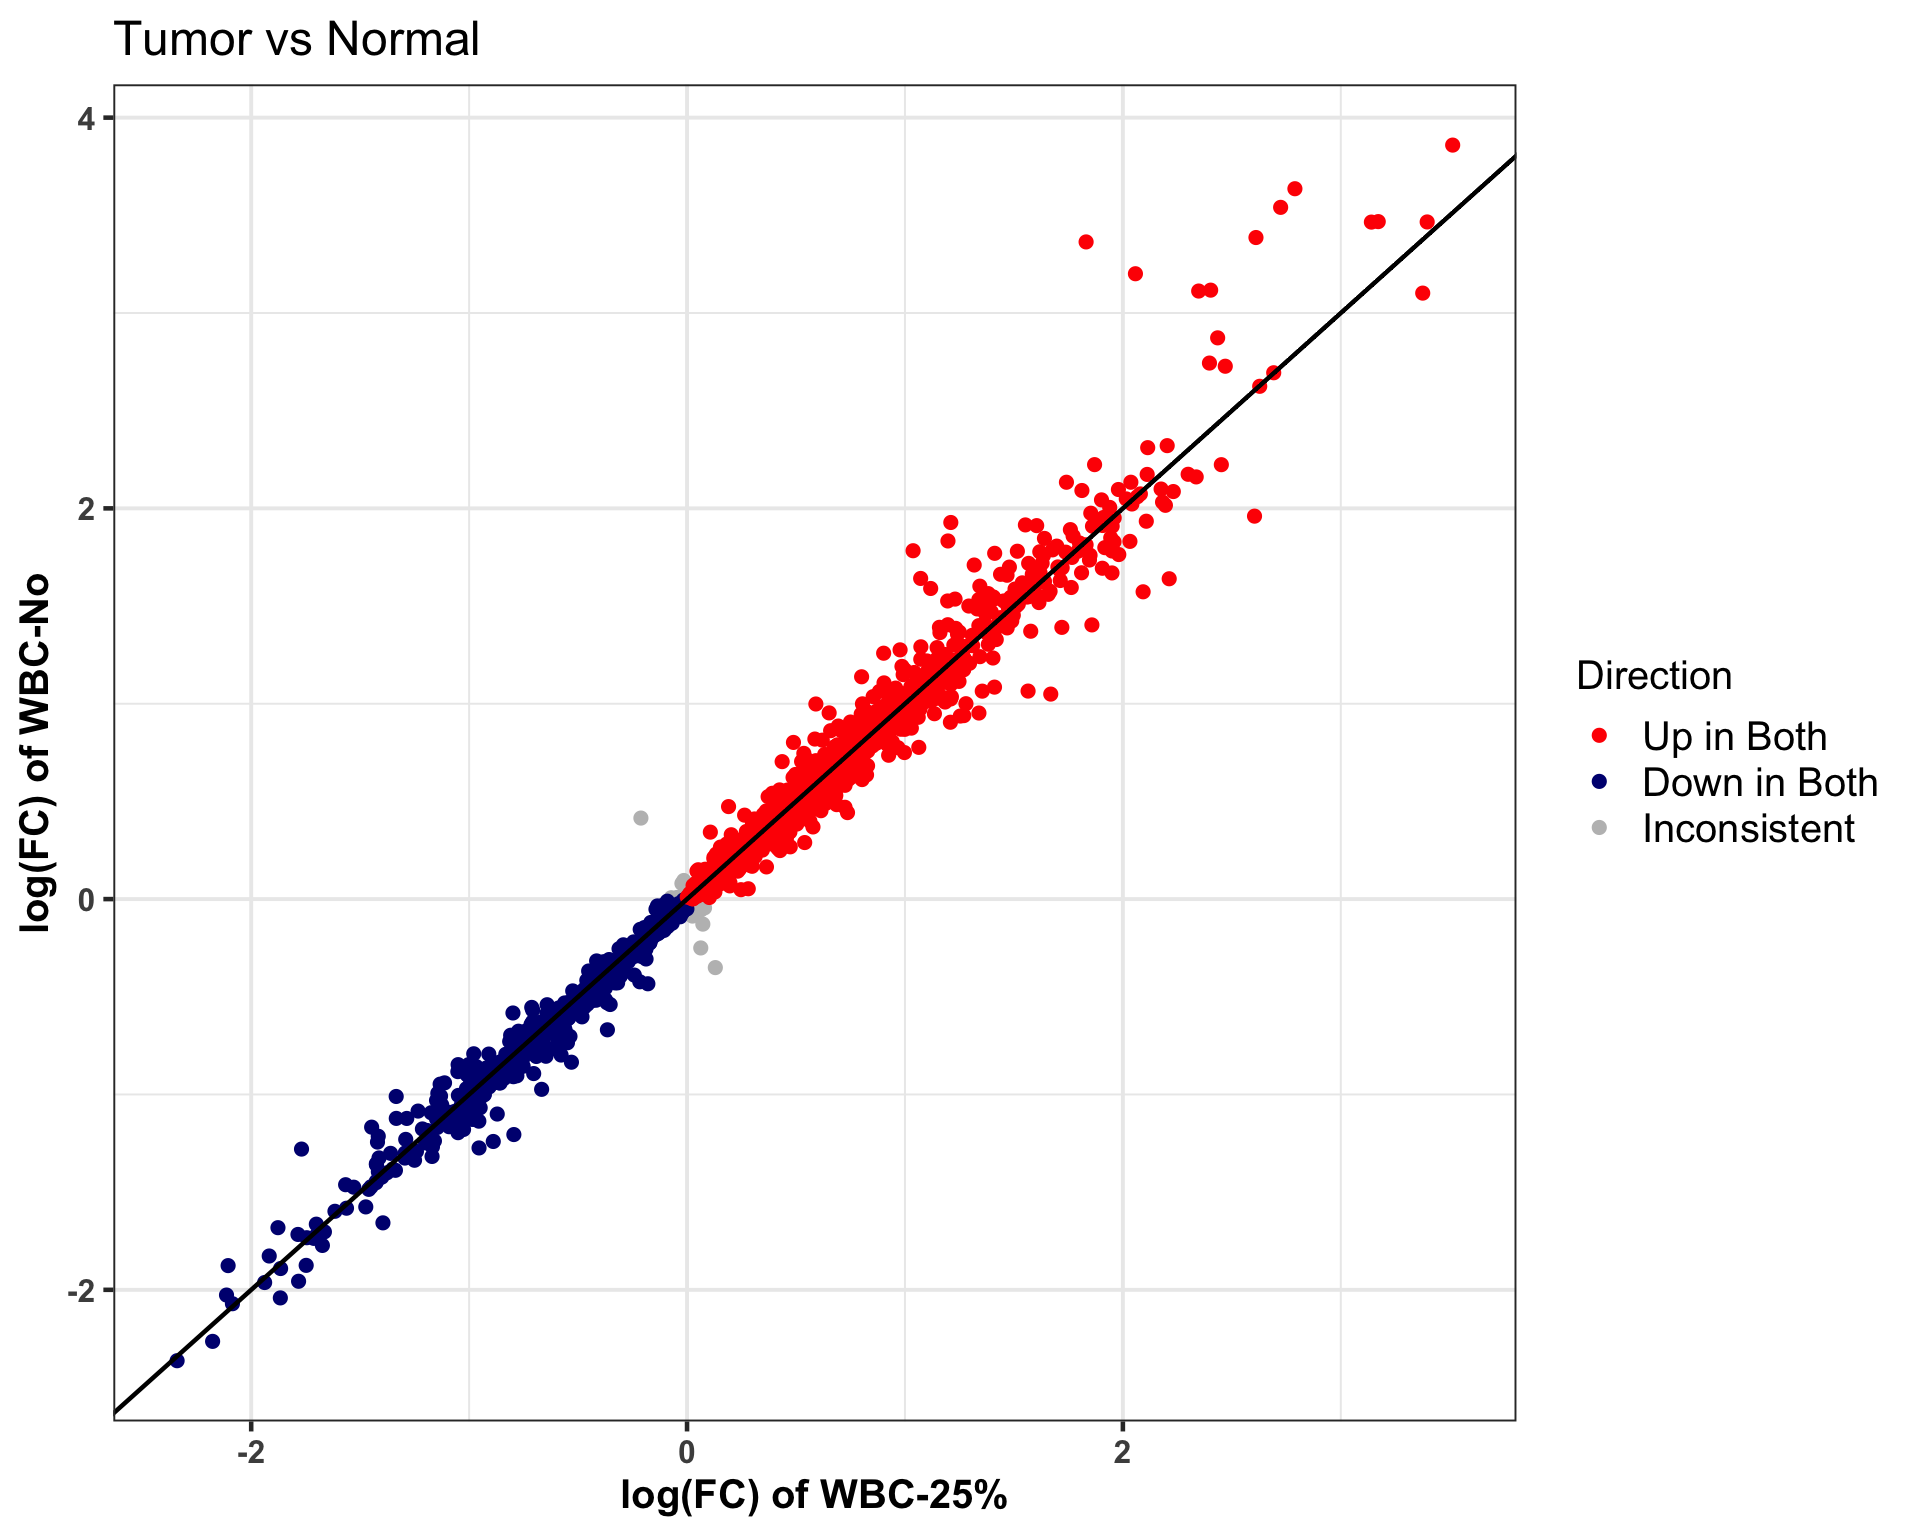 Tumor vs Normal
4
2
0
-2
log(FC) of WBC-No
-2
0
2
log(FC) of WBC-25%
Direction
Up in Both
Down in Both
Inconsistent